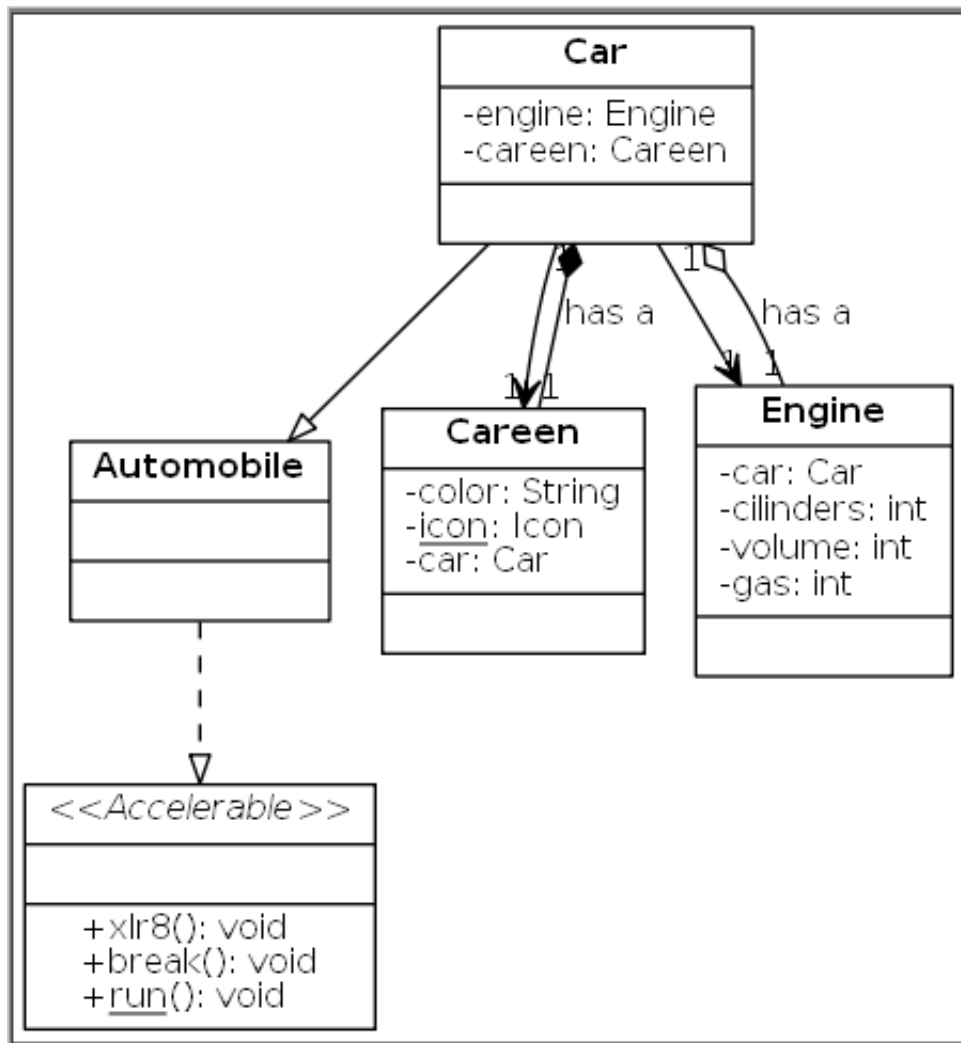 Car
-engine: Engine
-careen: Careen
1
1
has a
has a
1
1
1
1
Automobile
Careen
-color: String
-icon: Icon
-car: Car
Engine
-car: Car
-cilinders: int
-volume: int
-gas: int
<<Accelerable>>
+xlr8(): void
+break(): void
+run(): void